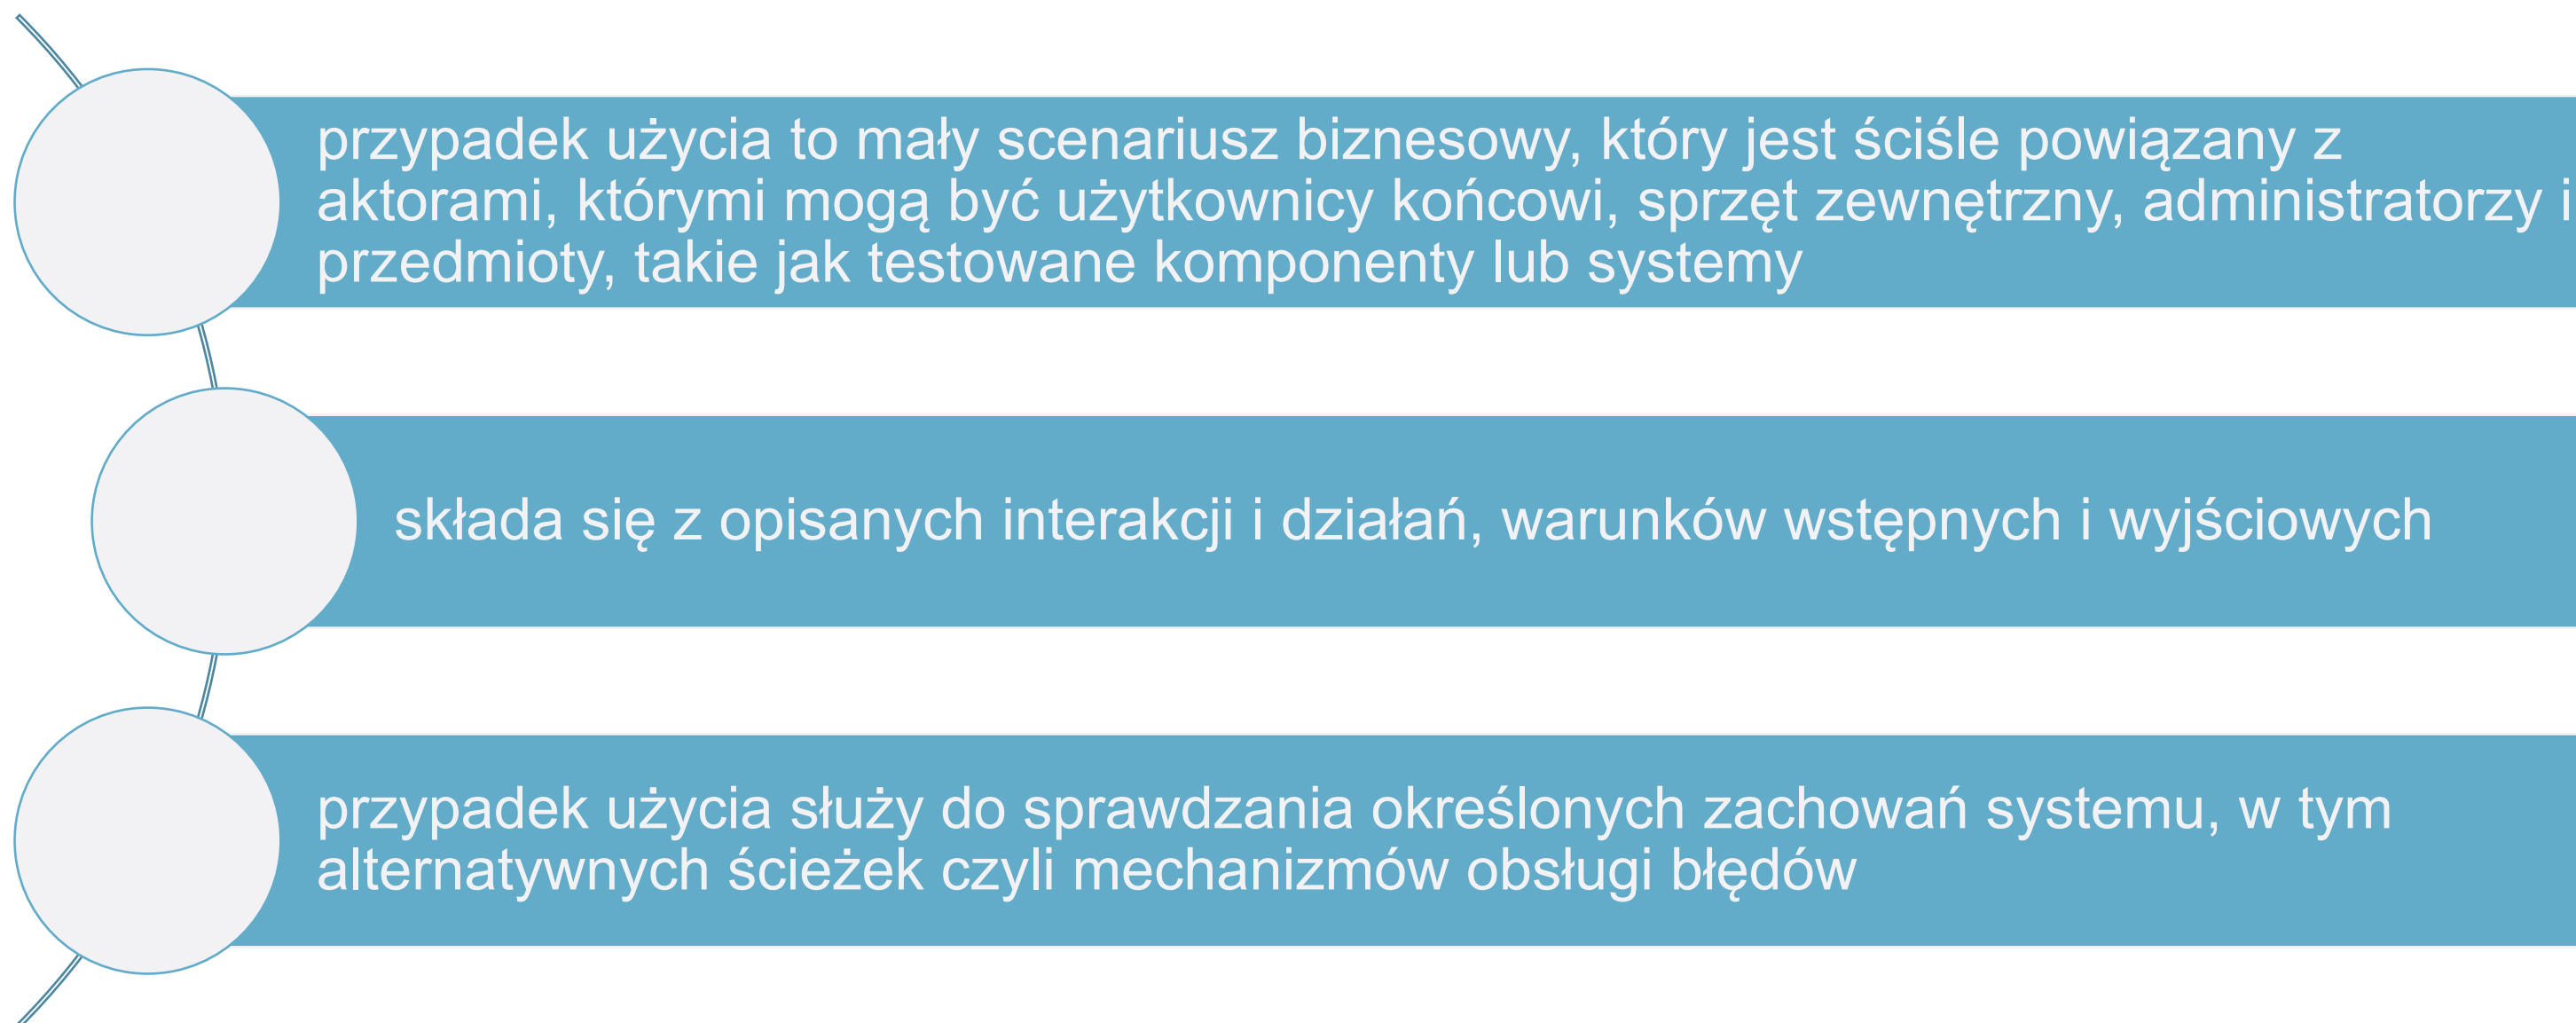 przypadek użycia to mały scenariusz biznesowy, który jest ściśle powiązany z
aktorami, którymi mogą być użytkownicy końcowi, sprzęt zewnętrzny, administratorzy i
przedmioty, takie jak testowane komponenty lub systemy
składa się z opisanych interakcji i działań, warunków wstępnych i wyjściowych
przypadek użycia służy do sprawdzania określonych zachowań systemu, w tym
alternatywnych ścieżek czyli mechanizmów obsługi błędów